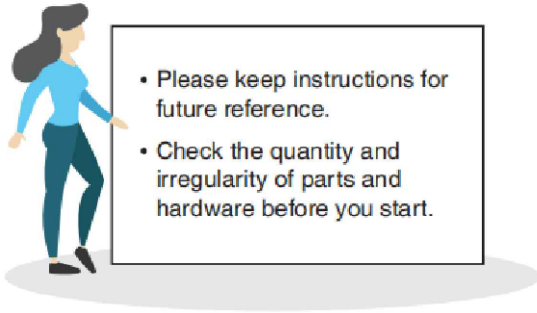 • Please keep instructions for
future reference.
• Check the quantity and
irregularity of parts and
hardware before you start.